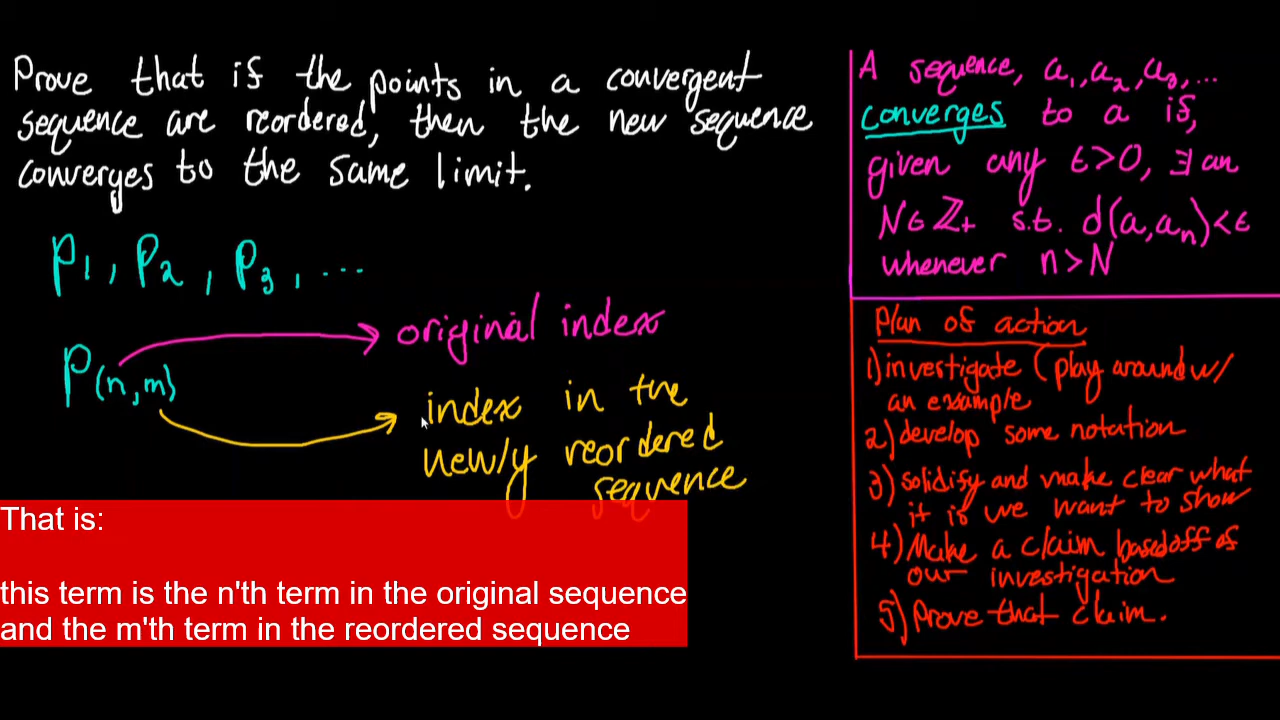 Prove that if the points in a convergent
sequence are reordered, then the new sequence
converges to the same limit.
P1, P2, P3, ...
original index
P(n,m)
index in the
newly reordered
sequence
That is:
this term is the n'th term in the original sequence
and the m'th term in the reordered sequence
A sequence, a1, a2, a3, ...
converges to a if,
given any ε>0, ∃ an
N∈ℤ+ s.t. d(a,an)<ε
whenever n>N
Plan of action
1) investigate (play around w/
an example
2) develop some notation
3) solidify and make clear what
it is we want to show
4) Make a claim based off of
our investigation
5) Prove that claim.